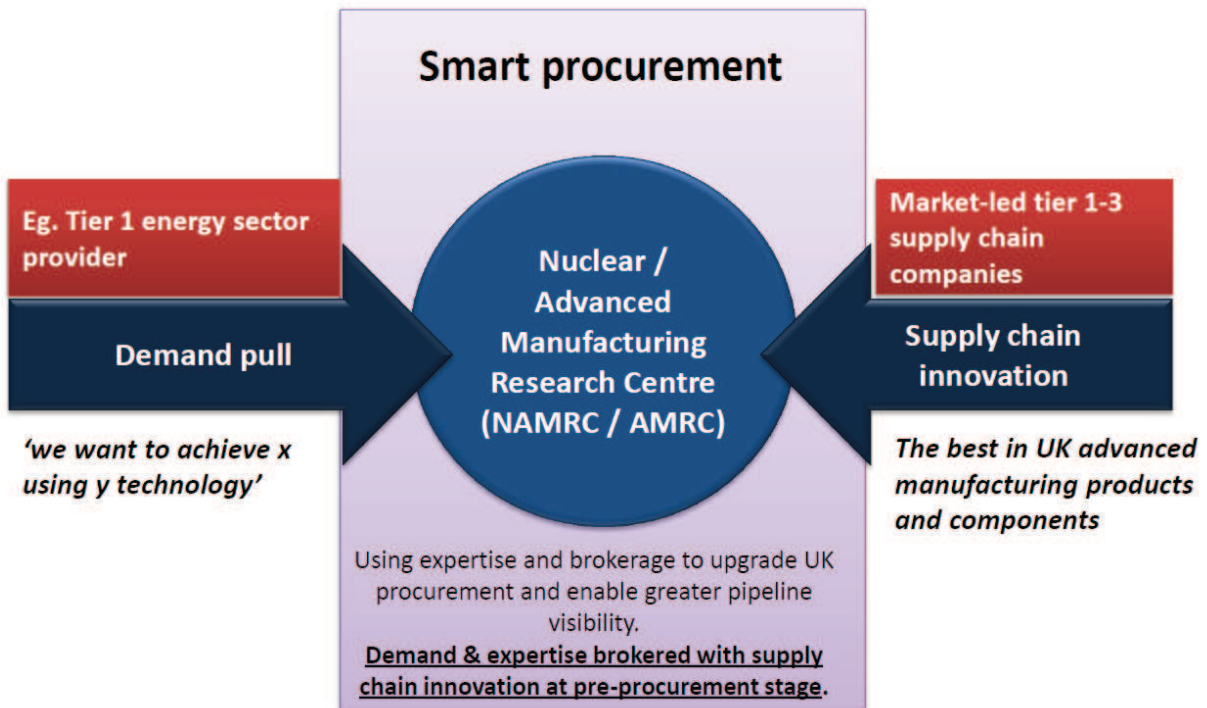 Smart procurement
Eg. Tier 1 energy sector
provider
Demand pull
‘we want to achieve x
using y technology’
Nuclear /
Advanced
Manufacturing
Research Centre
(NAMRC / AMRC)
Market-led tier 1-3
supply chain
companies
Supply chain
innovation
The best in UK advanced
manufacturing products
and components
Using expertise and brokerage to upgrade UK
procurement and enable greater pipeline
visibility.
Demand & expertise brokered with supply
chain innovation at pre-procurement stage.